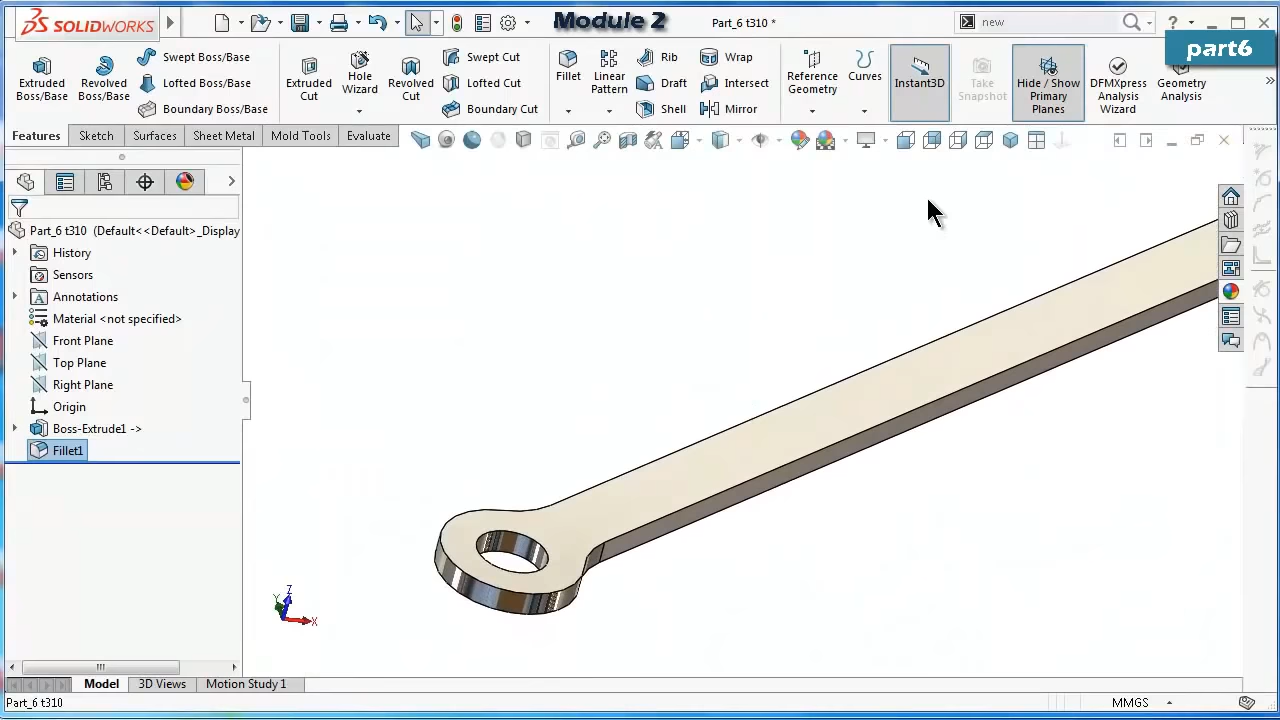 SOLIDWORKS
Module 2
Part_6 t310 *
new
part6
Extruded Boss/Base
Revolved Boss/Base
Swept Boss/Base
Lofted Boss/Base
Boundary Boss/Base
Extruded Cut
Hole Wizard
Revolved Cut
Swept Cut
Lofted Cut
Boundary Cut
Fillet
Linear Pattern
Rib
Draft
Shell
Wrap
Intersect
Mirror
Reference Geometry
Curves
Instant3D
Take Snapshot
Hide / Show Primary Planes
DFMXpress Analysis Wizard
Geometry Analysis
Features
Sketch
Surfaces
Sheet Metal
Mold Tools
Evaluate
Part_6 t310 (Default<<Default>_Display
History
Sensors
Annotations
Material <not specified>
Front Plane
Top Plane
Right Plane
Origin
Boss-Extrude1 ->
Fillet1
Z
Y
X
Model
3D Views
Motion Study 1
Part_6 t310
MMGS